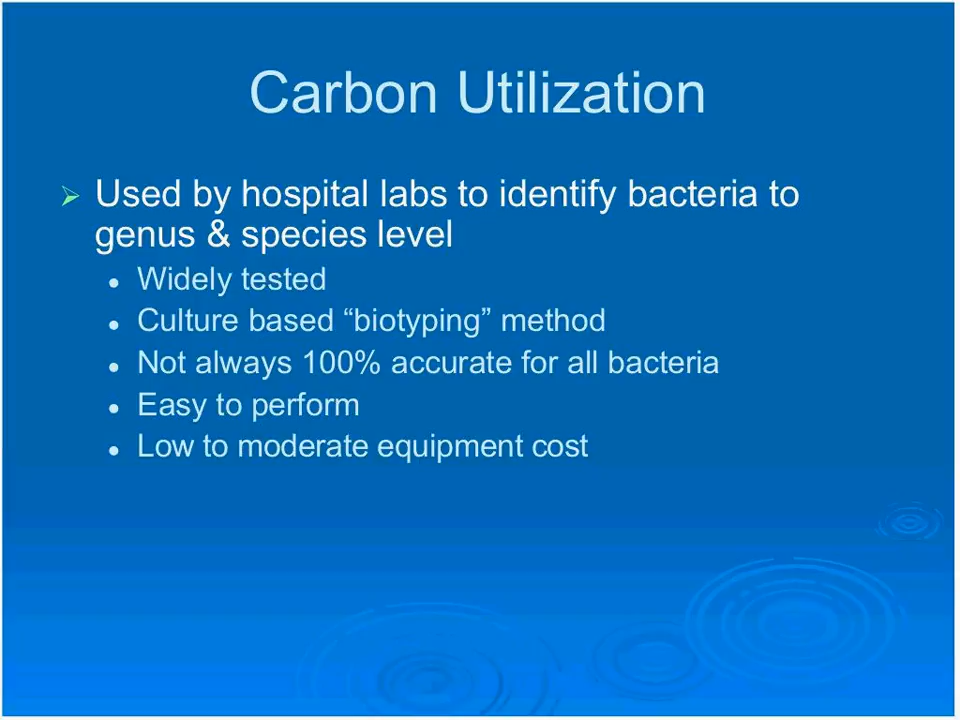 Carbon Utilization
Used by hospital labs to identify bacteria to
genus & species level
Widely tested
Culture based “biotyping” method
Not always 100% accurate for all bacteria
Easy to perform
Low to moderate equipment cost